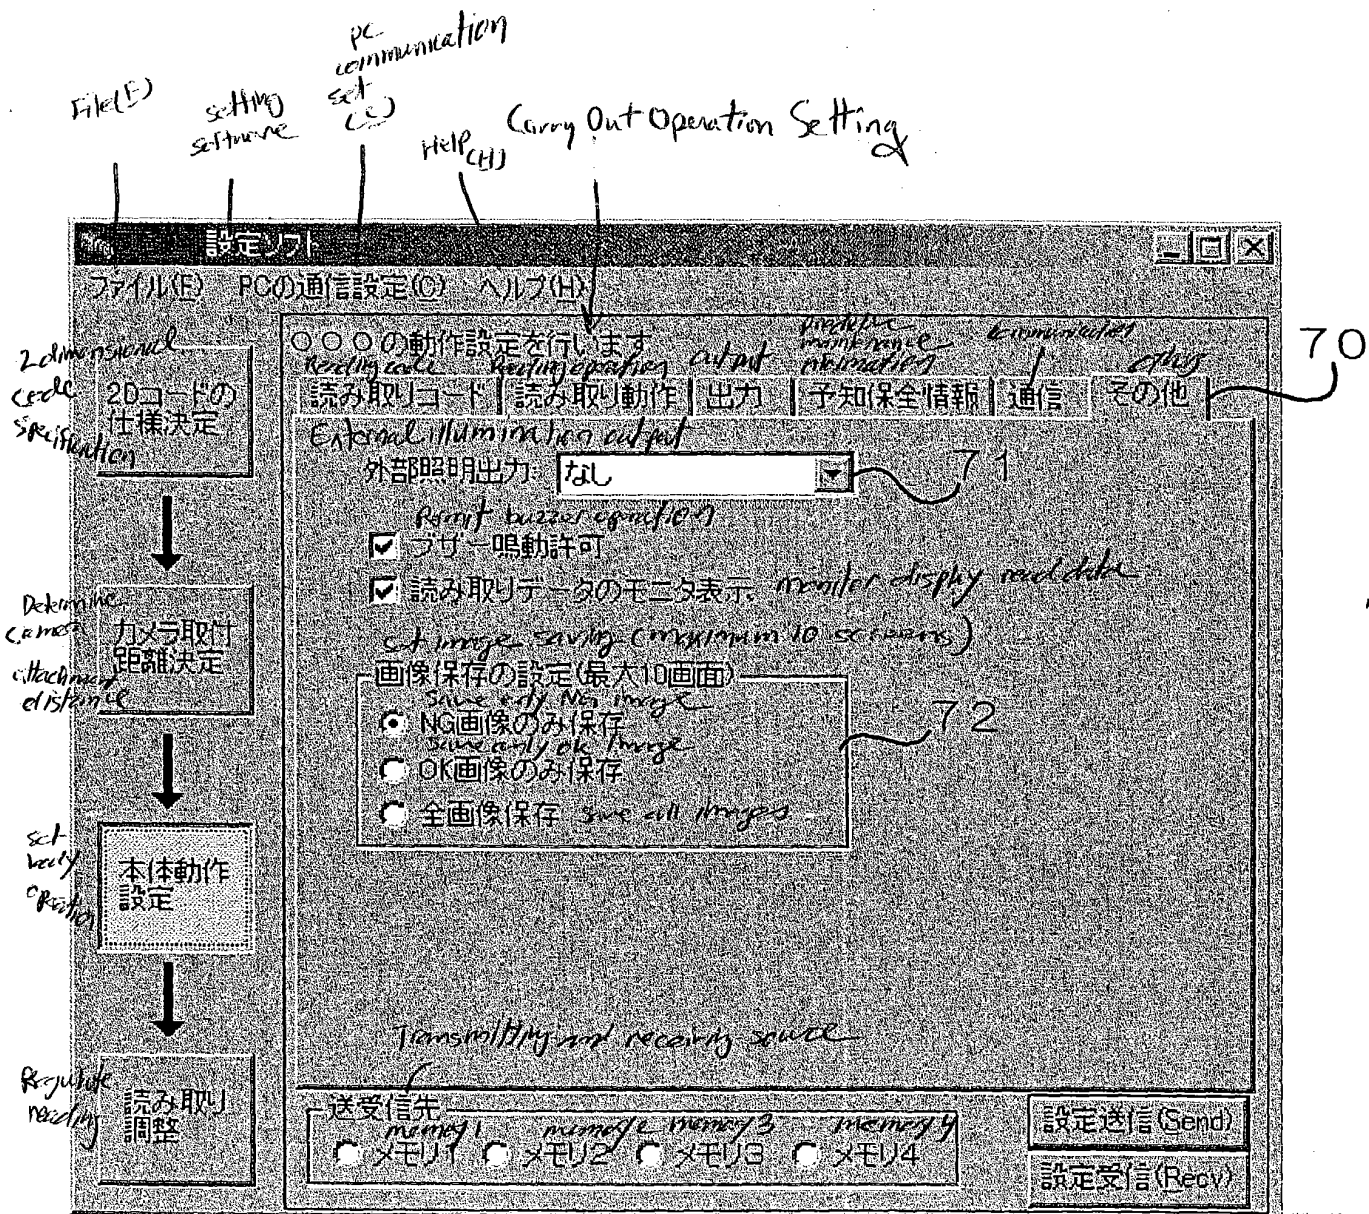 pc
communication
set
(C)
File(F)
setting
software
Help(H)
Carry Out Operation Setting
設定ソフト
ファイル(F) PCの通信設定(C) ヘルプ(H)
predictive
maintenance
information
communication
○○○の動作設定を行います
Reading code Reading operation output others
読み取りコード 読み取り動作 出力 予知保全情報 通信 その他
70
2dimensional
code
specification
2Dコードの
仕様決定
External illumination output
外部照明出力: なし
71
Permit buzzer operation
ブザー鳴動許可
読み取りデータのモニタ表示 monitor display read data
Determine
camera
attachment
distance
カメラ取付
距離決定
set image saving (maximum 10 screens)
画像保存の設定(最大10画面)
save only NG image
NG画像のみ保存
save only ok image
OK画像のみ保存
全画像保存 save all images
72
set
body
operation
本体動作
設定
Transmitting and receiving source
Regulate
reading
読み取り
調整
送受信先
memory1 memory2 memory3 memory4
メモリ1 メモリ2 メモリ3 メモリ4
設定送信(Send)
設定受信(Recv)